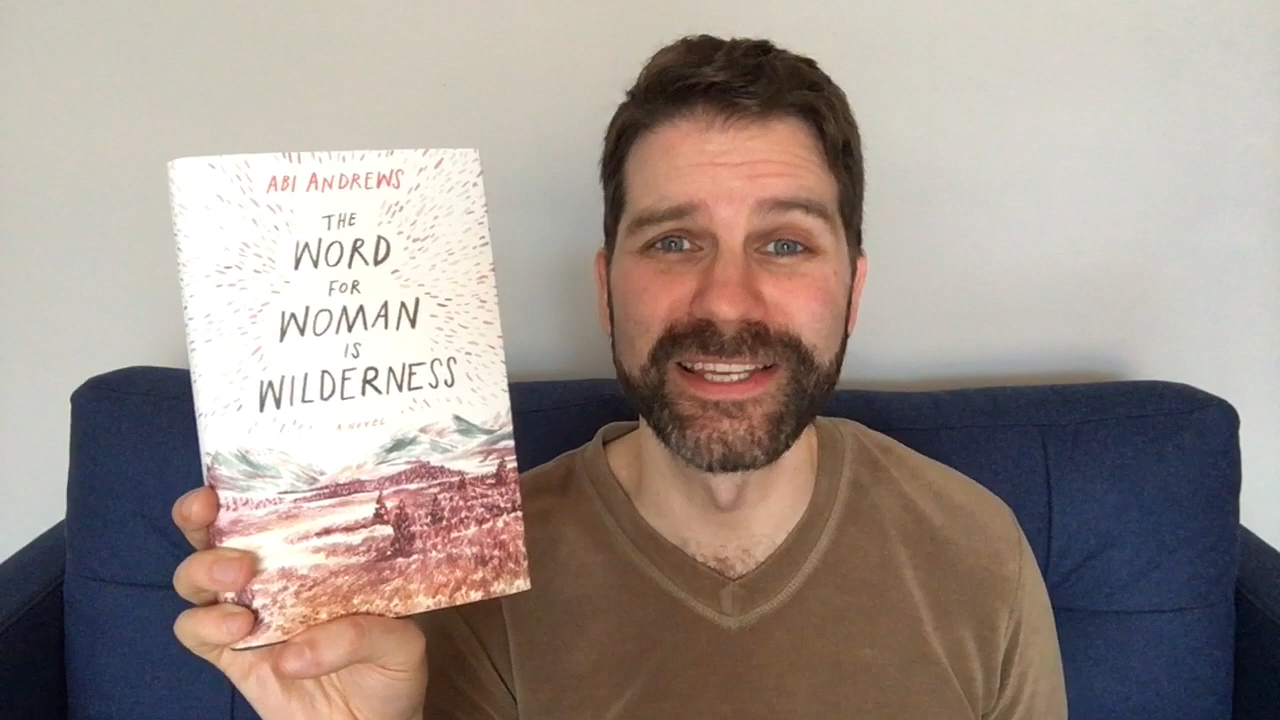 ABI ANDREWS
THE
WORD
FOR
WOMAN
IS
WILDERNESS
A NOVEL